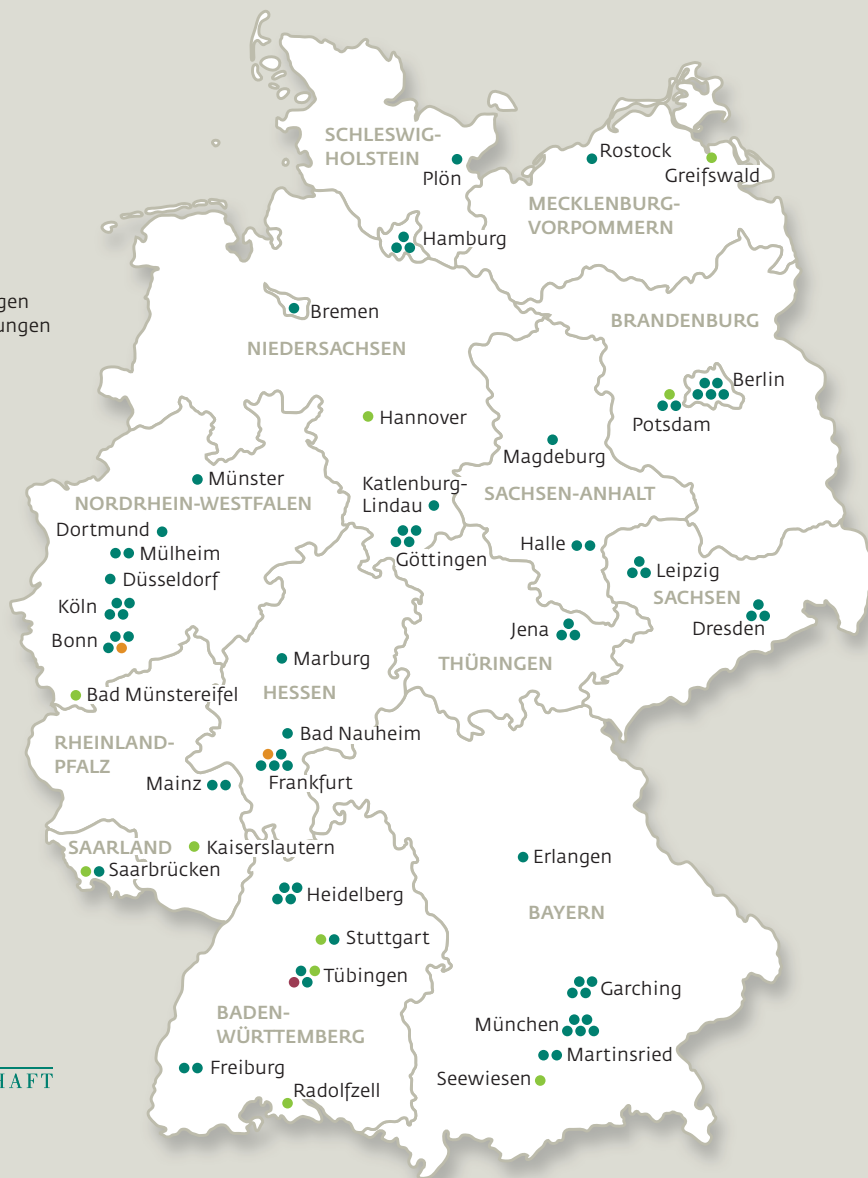 SCHLESWIG-
HOLSTEIN
Plön
Rostock
Greifswald
MECKLENBURG-
VORPOMMERN
Hamburg
Bremen
NIEDERSACHSEN
BRANDENBURG
Berlin
Potsdam
Hannover
Magdeburg
SACHSEN-ANHALT
Münster
NORDRHEIN-WESTFALEN
Katlenburg-
Lindau
Göttingen
Dortmund
Mülheim
Düsseldorf
Köln
Bonn
Halle
Leipzig
SACHSEN
Dresden
Jena
THÜRINGEN
Marburg
HESSEN
Bad Münstereifel
Bad Nauheim
RHEINLAND-
PFALZ
Mainz
Frankfurt
SAARLAND
Kaiserslautern
Saarbrücken
Erlangen
Heidelberg
BAYERN
Stuttgart
Tübingen
Garching
BADEN-
WÜRTTEMBERG
München
Martinsried
Freiburg
Seewiesen
Radolfzell
gen
ungen
HAFT